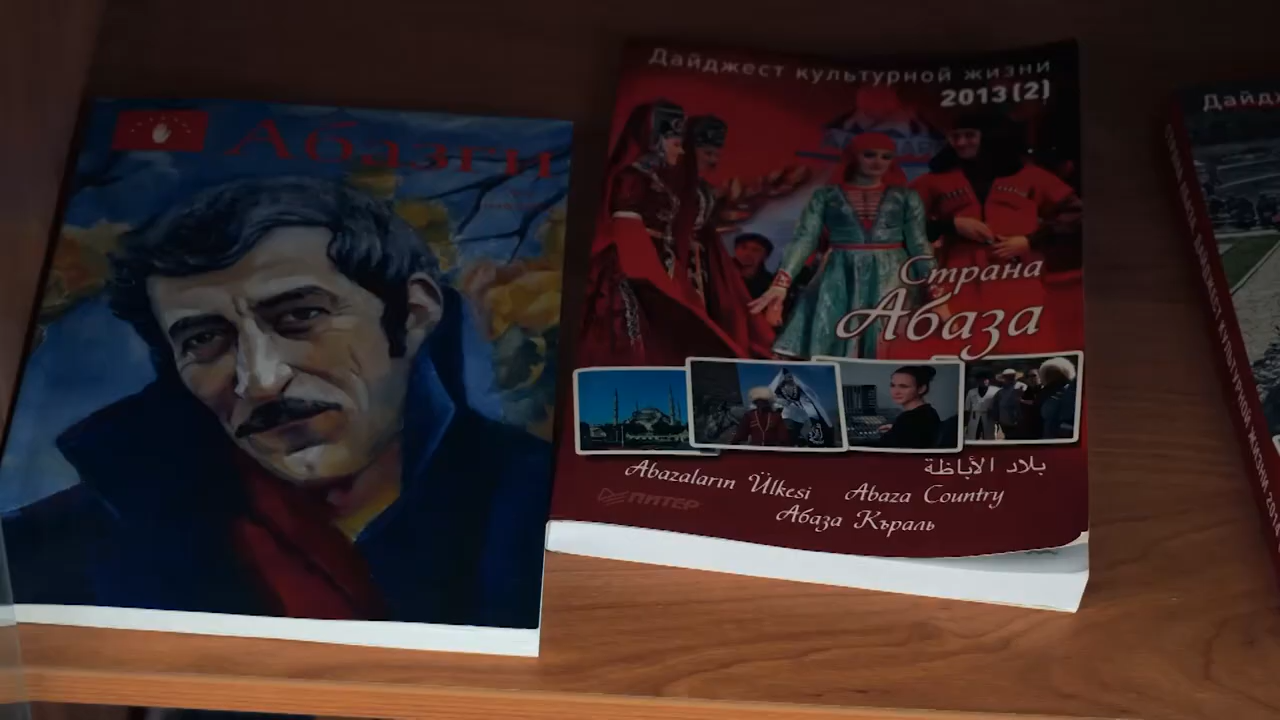 Абазги
Дайджест культурной жизни
2013(2)
Страна
Абаза
بلاد الأباظة
Abazaların Ülkesi
Abaza Country
Абаза Къраль
ПИТЕР
Дайдж